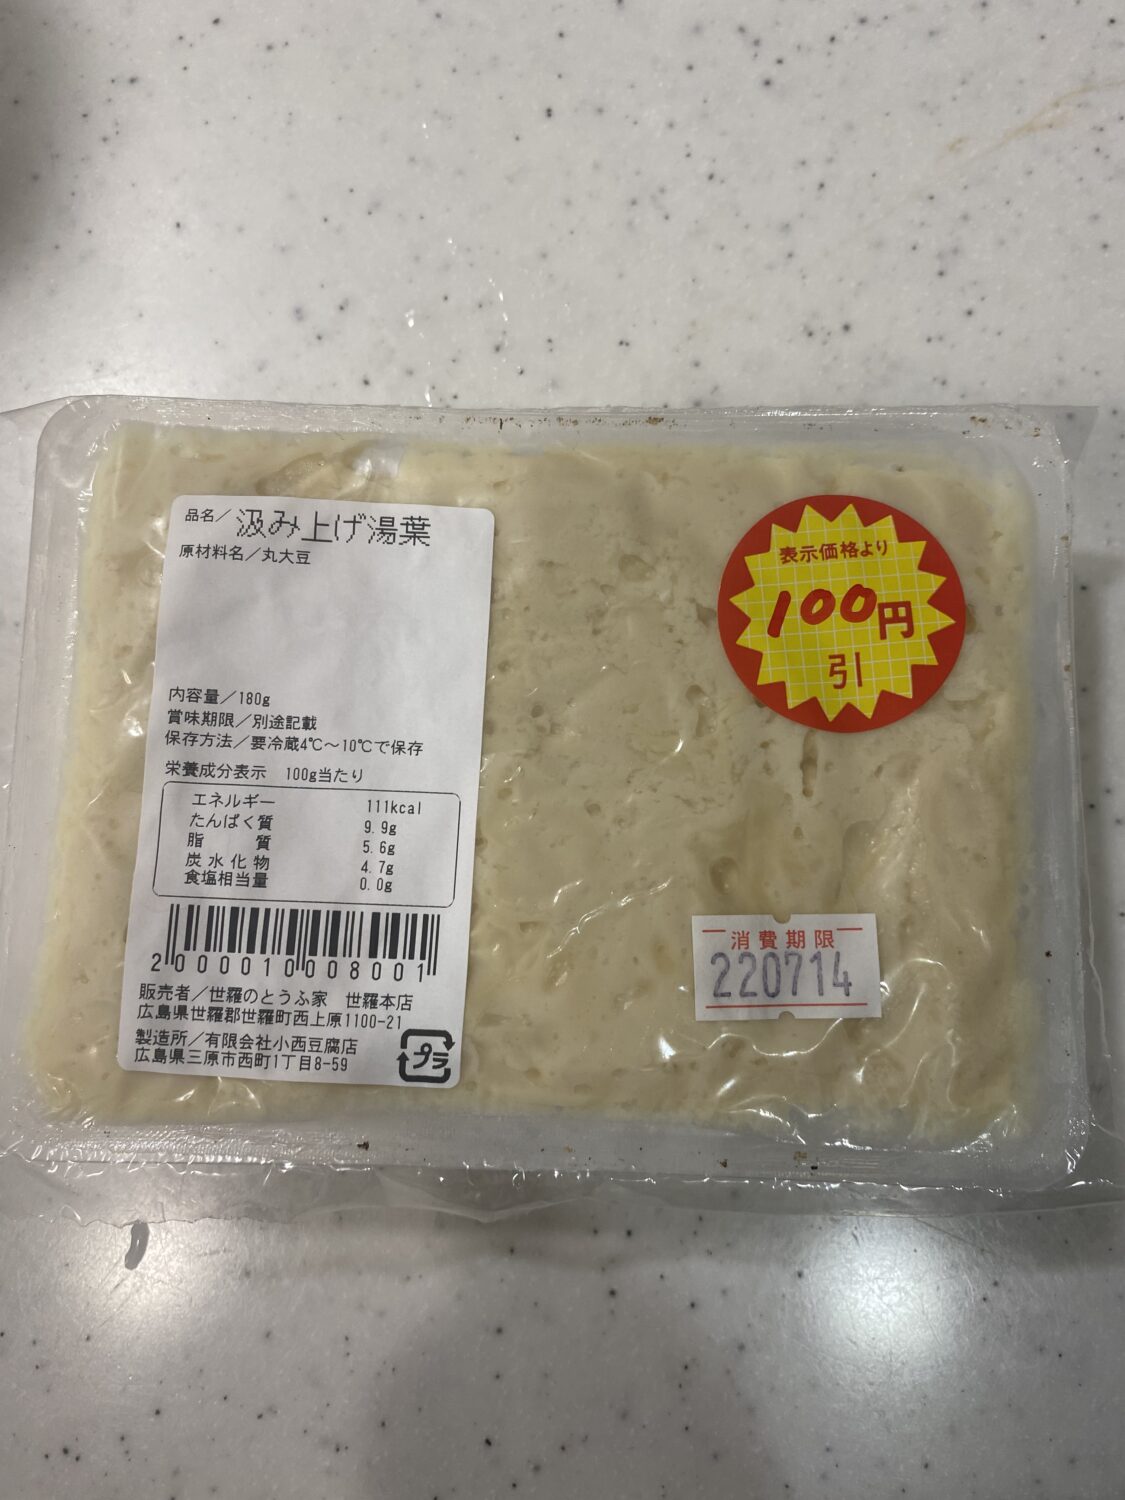 品名／汲み上げ湯葉
原材料名／丸大豆
内容量／180g
賞味期限／別途記載
保存方法／要冷蔵4℃～10℃で保存
栄養成分表示 100g当たり
エネルギー 111kcal
たんぱく質 9.9g
脂質 5.6g
炭水化物 4.7g
食塩相当量 0.0g
2000010008001
販売者／世羅のとうふ家 世羅本店
広島県世羅郡世羅町西上原1100-21
製造所／有限会社小西豆腐店
広島県三原市西町1丁目8-59
プラ
表示価格より
100円
引
消費期限
220714